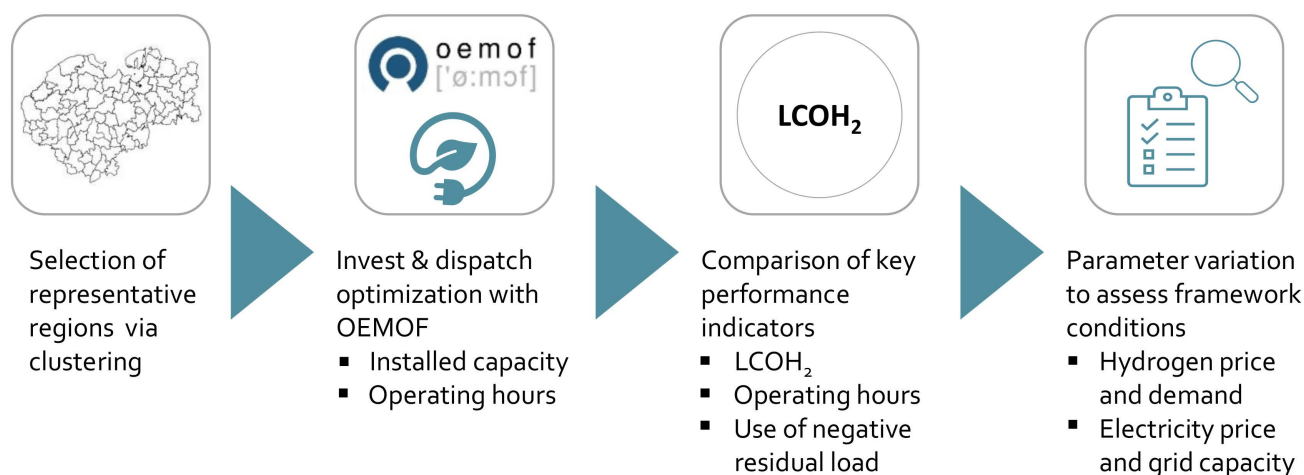 oemof
['ø:mɔf]
LCOH₂
Selection of
representative
regions via
clustering
Invest & dispatch
optimization with
OEMOF
▪ Installed capacity
▪ Operating hours
Comparison of key
performance
indicators
▪ LCOH₂
▪ Operating hours
▪ Use of negative
residual load
Parameter variation
to assess framework
conditions
▪ Hydrogen price
and demand
▪ Electricity price
and grid capacity